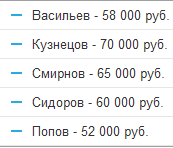 Васильев - 58 000 руб.
Кузнецов - 70 000 руб.
Смирнов - 65 000 руб.
Сидоров - 60 000 руб.
Попов - 52 000 руб.